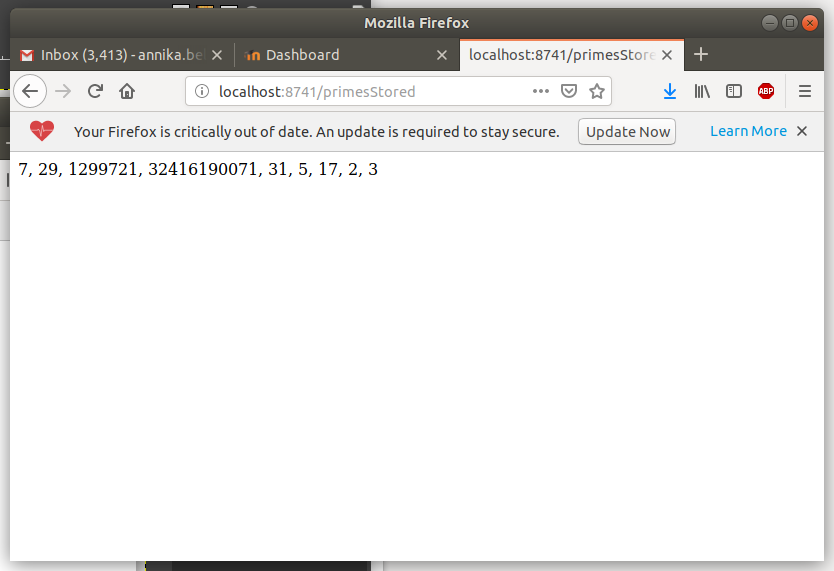 Mozilla Firefox
Inbox (3,413) - annika.be
Dashboard
localhost:8741/primesStore
localhost:8741/primesStored
ABP
Your Firefox is critically out of date. An update is required to stay secure.
Update Now
Learn More
7, 29, 1299721, 32416190071, 31, 5, 17, 2, 3